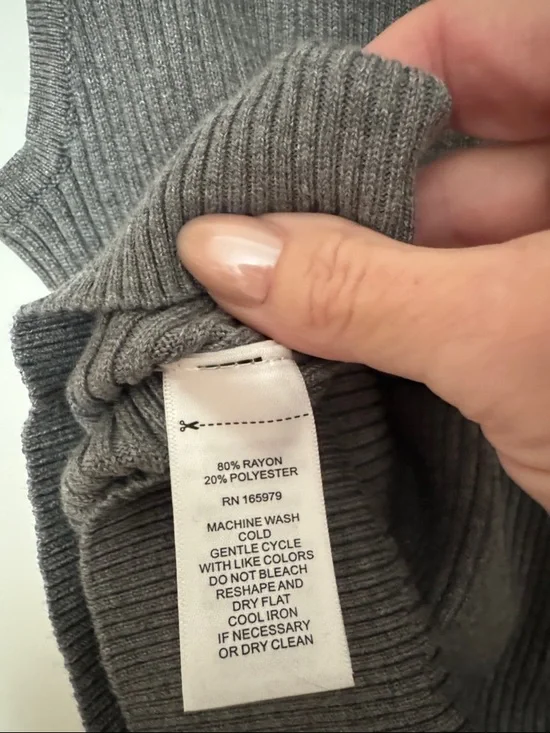 80% RAYON
20% POLYESTER
RN 165979
MACHINE WASH
COLD
GENTLE CYCLE
WITH LIKE COLORS
DO NOT BLEACH
RESHAPE AND
DRY FLAT
COOL IRON
IF NECESSARY
OR DRY CLEAN